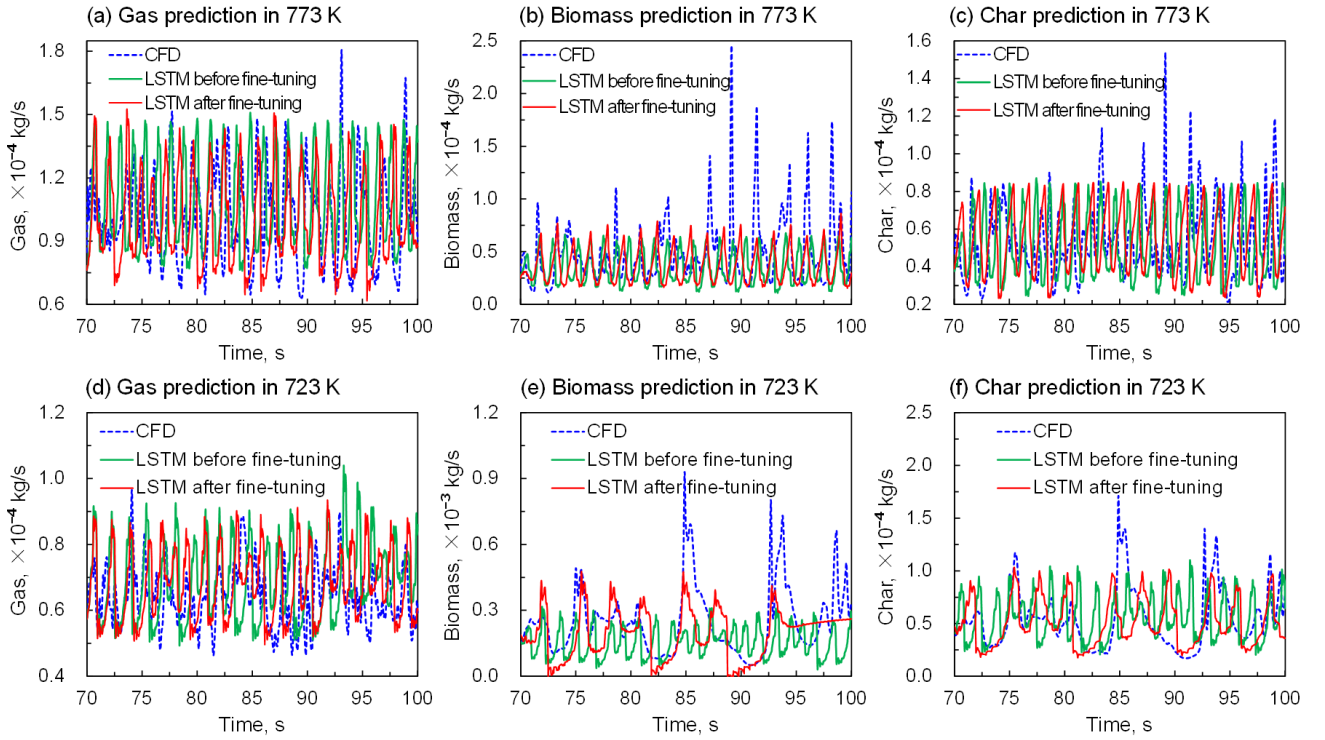 (a) Gas prediction in 773 K
CFD
LSTM before fine-tuning
LSTM after fine-tuning
Gas, ×10⁻⁴ kg/s
1.8
1.5
1.2
0.9
0.6
70 75 80 85 90 95 100
Time, s
(b) Biomass prediction in 773 K
CFD
LSTM before fine-tuning
LSTM after fine-tuning
Biomass, ×10⁻⁴ kg/s
2.5
2.0
1.5
1.0
0.5
0.0
70 75 80 85 90 95 100
Time, s
(c) Char prediction in 773 K
CFD
LSTM before fine-tuning
LSTM after fine-tuning
Char, ×10⁻⁴ kg/s
1.6
1.4
1.2
1.0
0.8
0.6
0.4
0.2
70 75 80 85 90 95 100
Time, s
(d) Gas prediction in 723 K
CFD
LSTM before fine-tuning
LSTM after fine-tuning
Gas, ×10⁻⁴ kg/s
1.2
1.0
0.8
0.6
0.4
70 75 80 85 90 95 100
Time, s
(e) Biomass prediction in 723 K
CFD
LSTM before fine-tuning
LSTM after fine-tuning
Biomass, ×10⁻³ kg/s
1.2
0.9
0.6
0.3
0.0
70 75 80 85 90 95 100
Time, s
(f) Char prediction in 723 K
CFD
LSTM before fine-tuning
LSTM after fine-tuning
Char, ×10⁻⁴ kg/s
2.5
2.0
1.5
1.0
0.5
0.0
70 75 80 85 90 95 100
Time, s